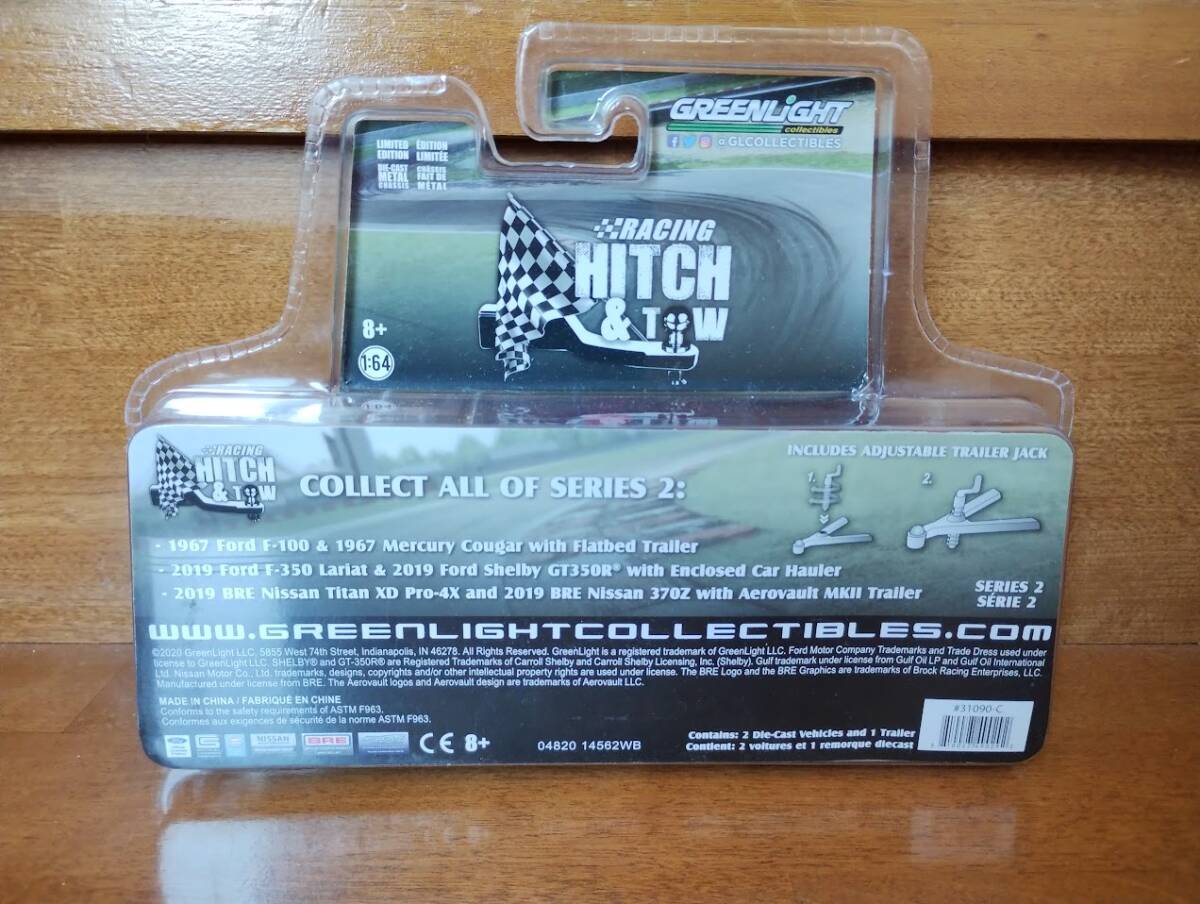 GREENLIGHT
collectibles
@GLCOLLECTIBLES
LIMITED EDITION
ÉDITION LIMITÉE
DIE-CAST METAL CHASSIS
CHÂSSIS FAIT DE MÉTAL
RACING
HITCH
& TOW
8+
1:64
RACING
HITCH
& TOW
COLLECT ALL OF SERIES 2:
INCLUDES ADJUSTABLE TRAILER JACK
1.
2.
· 1967 Ford F-100 & 1967 Mercury Cougar with Flatbed Trailer
· 2019 Ford F-350 Lariat & 2019 Ford Shelby GT350R® with Enclosed Car Hauler
· 2019 BRE Nissan Titan XD Pro-4X and 2019 BRE Nissan 370Z with Aerovault MKII Trailer
SERIES 2
SÉRIE 2
WWW.GREENLIGHTCOLLECTIBLES.COM
©2020 GreenLight LLC. 5855 West 74th Street, Indianapolis, IN 46278. All Rights Reserved. GreenLight is a registered trademark of GreenLight LLC. Ford Motor Company Trademarks and Trade Dress used under
license to GreenLight LLC. SHELBY® and GT-350R® are Registered Trademarks of Carroll Shelby and Carroll Shelby Licensing, Inc. (Shelby). Gulf trademark under license from Gulf Oil LP and Gulf Oil International
Ltd. Nissan Motor Co., Ltd. trademarks, designs, copyrights and/or other intellectual property rights are used under license. The BRE Logo and the BRE Graphics are trademarks of Brock Racing Enterprises, LLC.
Manufactured under license from BRE. The Aerovault logos and Aerovault design are trademarks of Aerovault LLC.
MADE IN CHINA / FABRIQUÉ EN CHINE
Conforms to the safety requirements of ASTM F963.
Conformes aux exigences de sécurité de la norme ASTM F963.
NISSAN
BRE
CE 8+
04820 14562WB
Contains: 2 Die-Cast Vehicles and 1 Trailer
Contient: 2 voitures et 1 remorque diecast
#31090-C